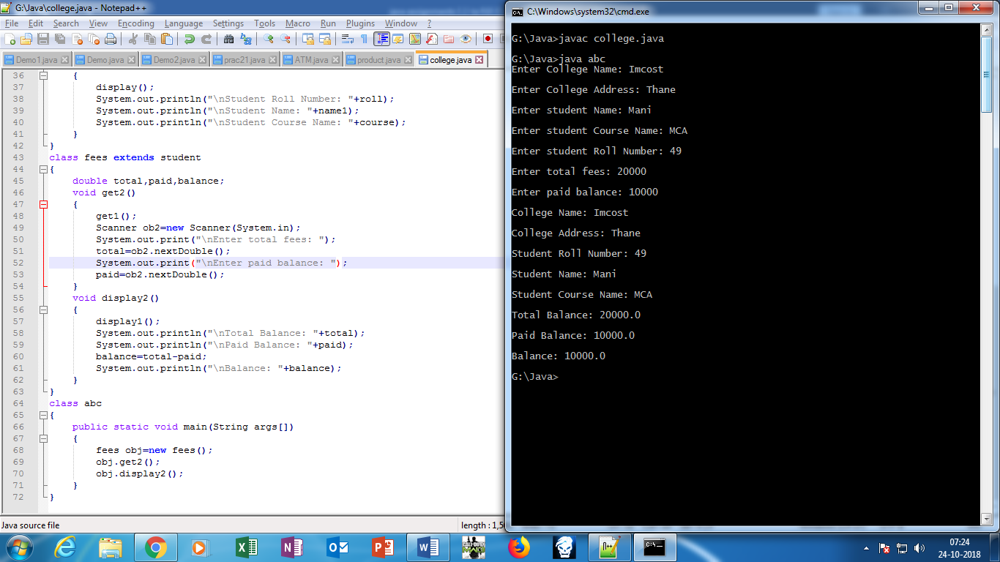 G:\Java\college.java - Notepad++
File Edit Search View Encoding Language Settings Tools Macro Run Plugins Window ?
Demo1.java Demo.java Demo2.java prac21.java ATM.java product.java college.java
36 {
37 display();
38 System.out.println("\nStudent Roll Number: "+roll);
39 System.out.println("\nStudent Name: "+name1);
40 System.out.println("\nStudent Course Name: "+course);
41 }
42 }
43 class fees extends student
44 {
45 double total,paid,balance;
46 void get2()
47 {
48 get1();
49 Scanner ob2=new Scanner(System.in);
50 System.out.print("\nEnter total fees: ");
51 total=ob2.nextDouble();
52 System.out.print("\nEnter paid balance: ");
53 paid=ob2.nextDouble();
54 }
55 void display2()
56 {
57 display1();
58 System.out.println("\nTotal Balance: "+total);
59 System.out.println("\nPaid Balance: "+paid);
60 balance=total-paid;
61 System.out.println("\nBalance: "+balance);
62 }
63 }
64 class abc
65 {
66 public static void main(String args[])
67 {
68 fees obj=new fees();
69 obj.get2();
70 obj.display2();
71 }
72 }
Java source file
length : 1,5
C:\Windows\system32\cmd.exe
G:\Java>javac college.java
G:\Java>java abc
Enter College Name: Imcost
Enter College Address: Thane
Enter student Name: Mani
Enter student Course Name: MCA
Enter student Roll Number: 49
Enter total fees: 20000
Enter paid balance: 10000
College Name: Imcost
College Address: Thane
Student Roll Number: 49
Student Name: Mani
Student Course Name: MCA
Total Balance: 20000.0
Paid Balance: 10000.0
Balance: 10000.0
G:\Java>
07:24
24-10-2018